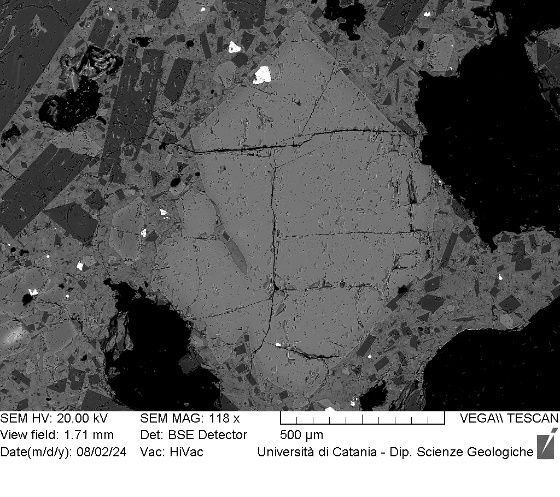 SEM HV: 20.00 kV SEM MAG: 118 x VEGA\\ TESCAN
View field: 1.71 mm Det: BSE Detector 500 µm
Date(m/d/y): 08/02/24 Vac: HiVac Università di Catania - Dip. Scienze Geologiche